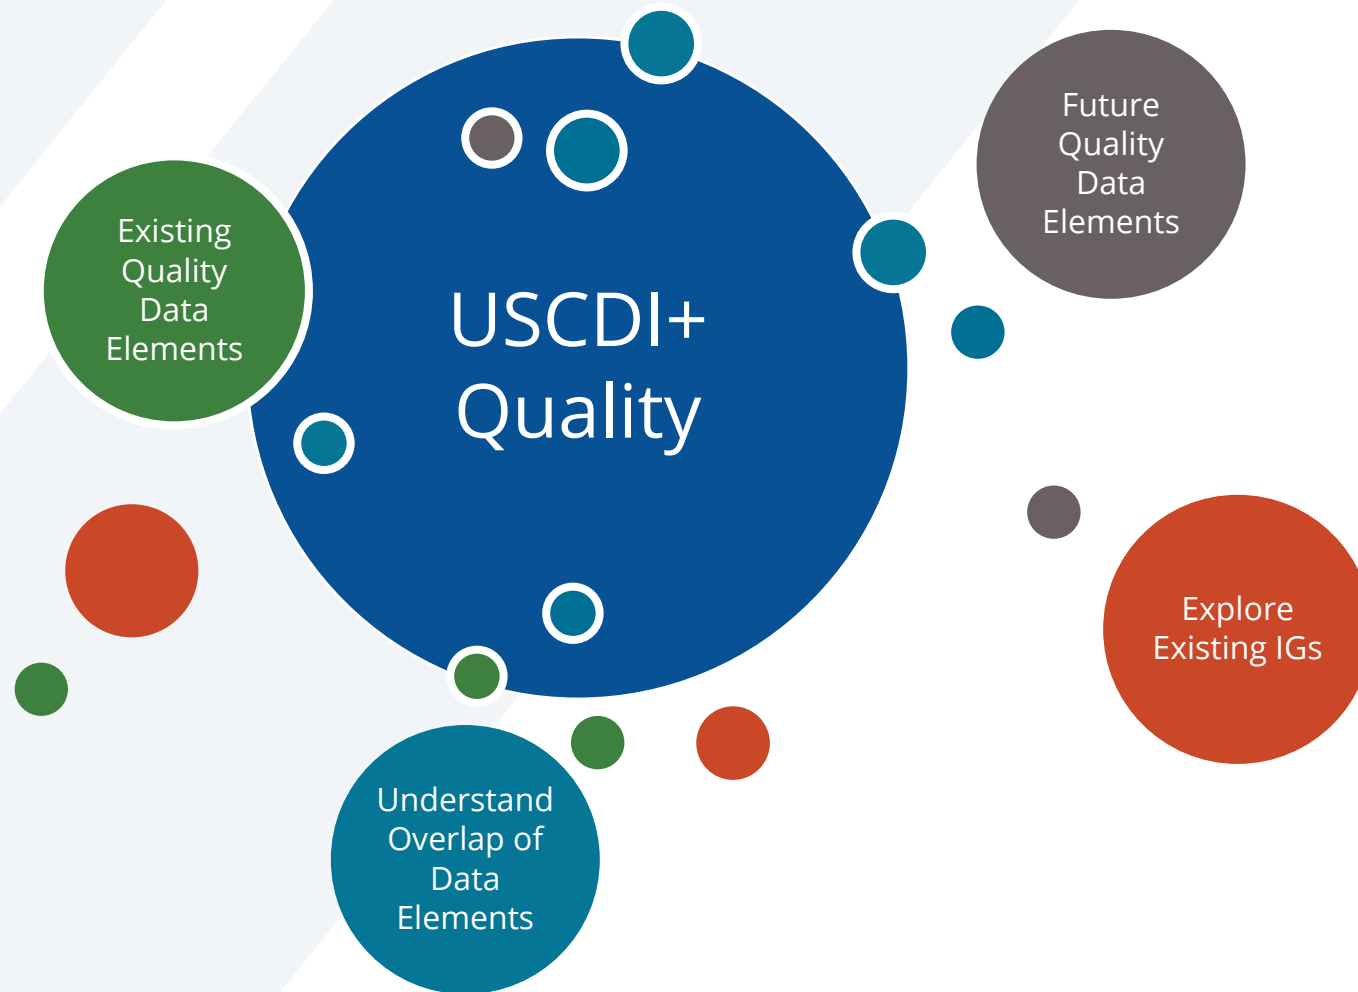 USCDI+
Quality
Existing
Quality
Data
Elements
Future
Quality
Data
Elements
Explore
Existing IGs
Understand
Overlap of
Data
Elements